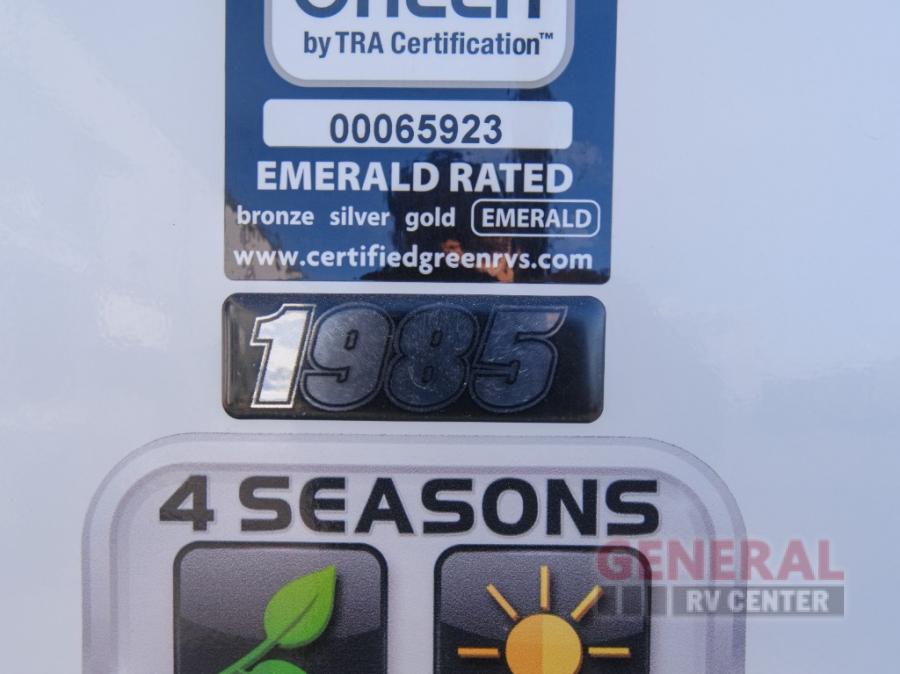 by TRA Certification™
00065923
EMERALD RATED
bronze silver gold EMERALD
www.certifiedgreenrvs.com
1985
4 SEASONS
GENERAL
RV CENTER